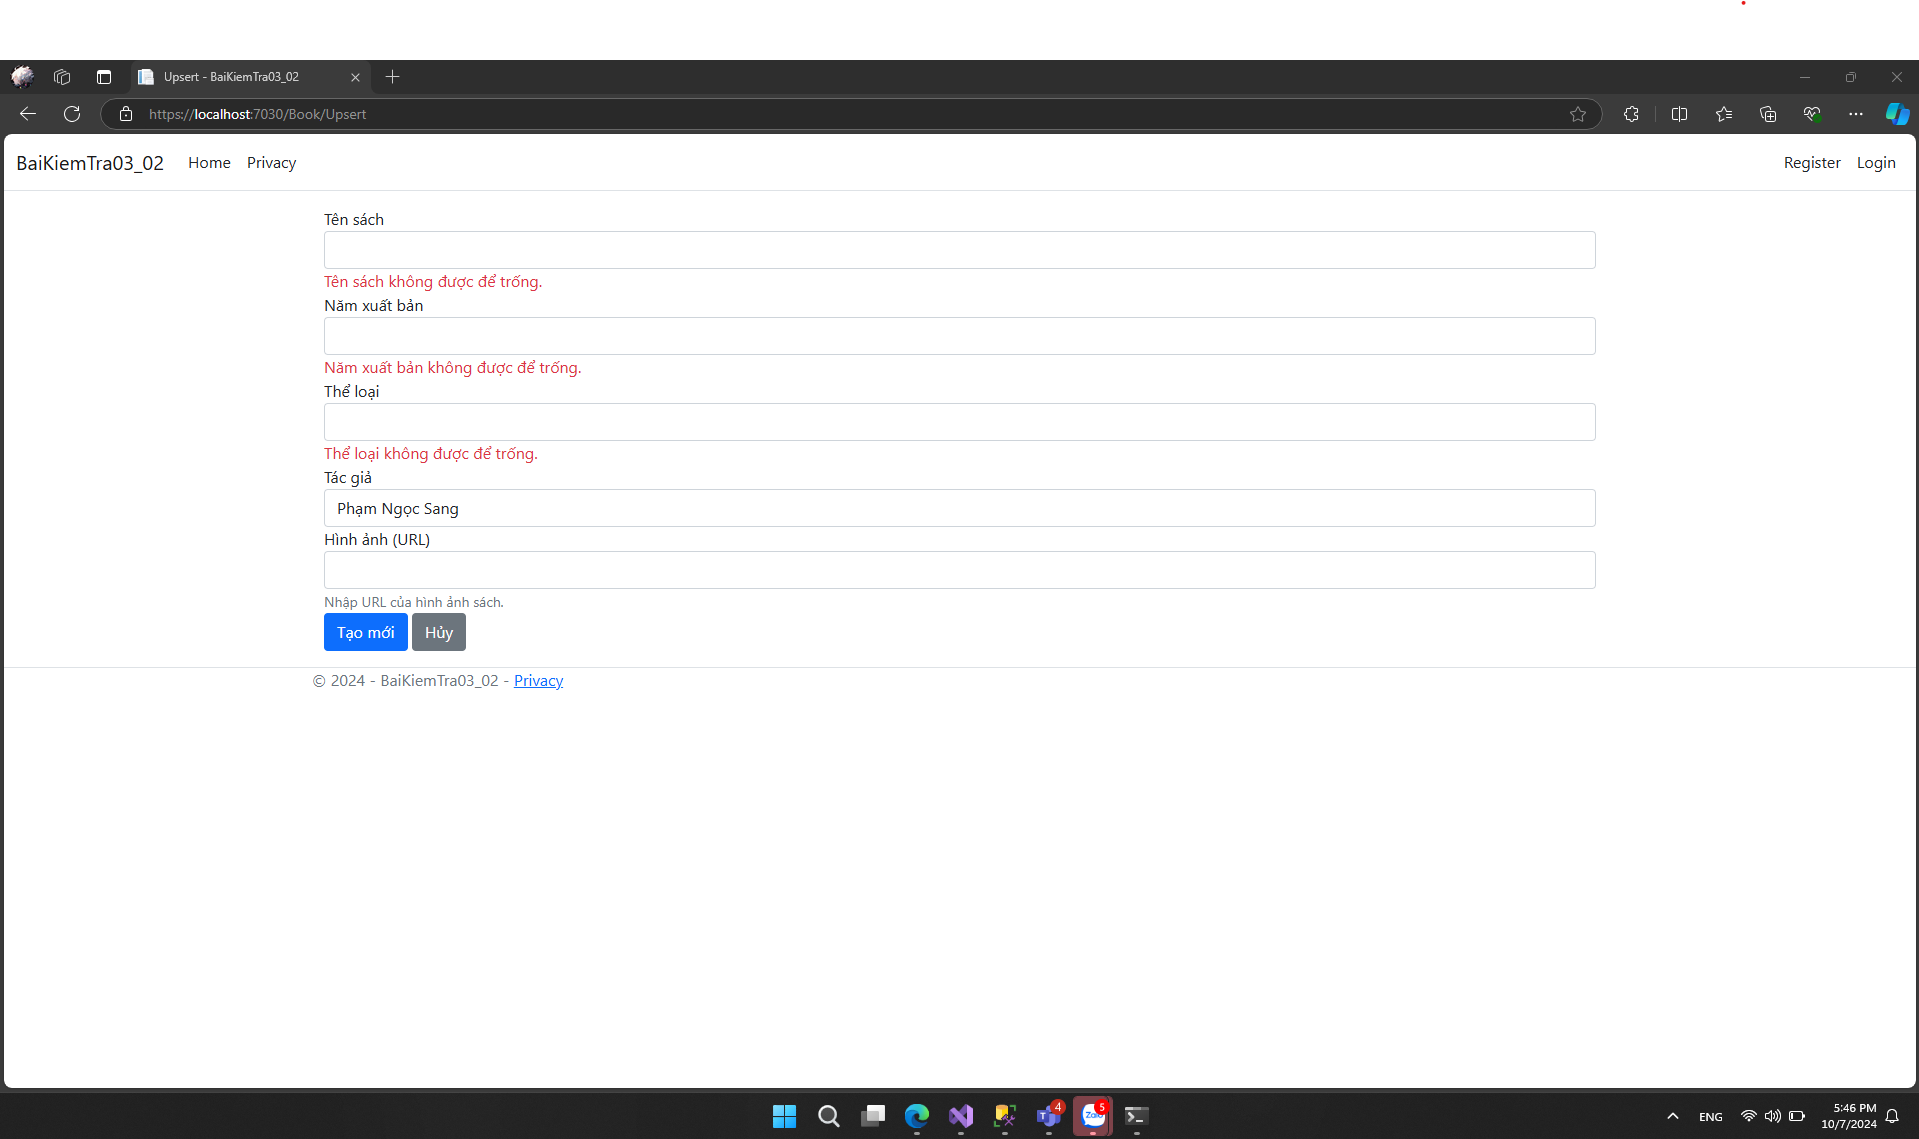 Upsert - BaiKiemTra03_02
https://localhost:7030/Book/Upsert
BaiKiemTra03_02 Home Privacy Register Login
Tên sách
Tên sách không được để trống.
Năm xuất bản
Năm xuất bản không được để trống.
Thể loại
Thể loại không được để trống.
Tác giả
Phạm Ngọc Sang
Hình ảnh (URL)
Nhập URL của hình ảnh sách.
Tạo mới Hủy
© 2024 - BaiKiemTra03_02 - Privacy
T 4 Zalo 5 ENG 5:46 PM
10/7/2024